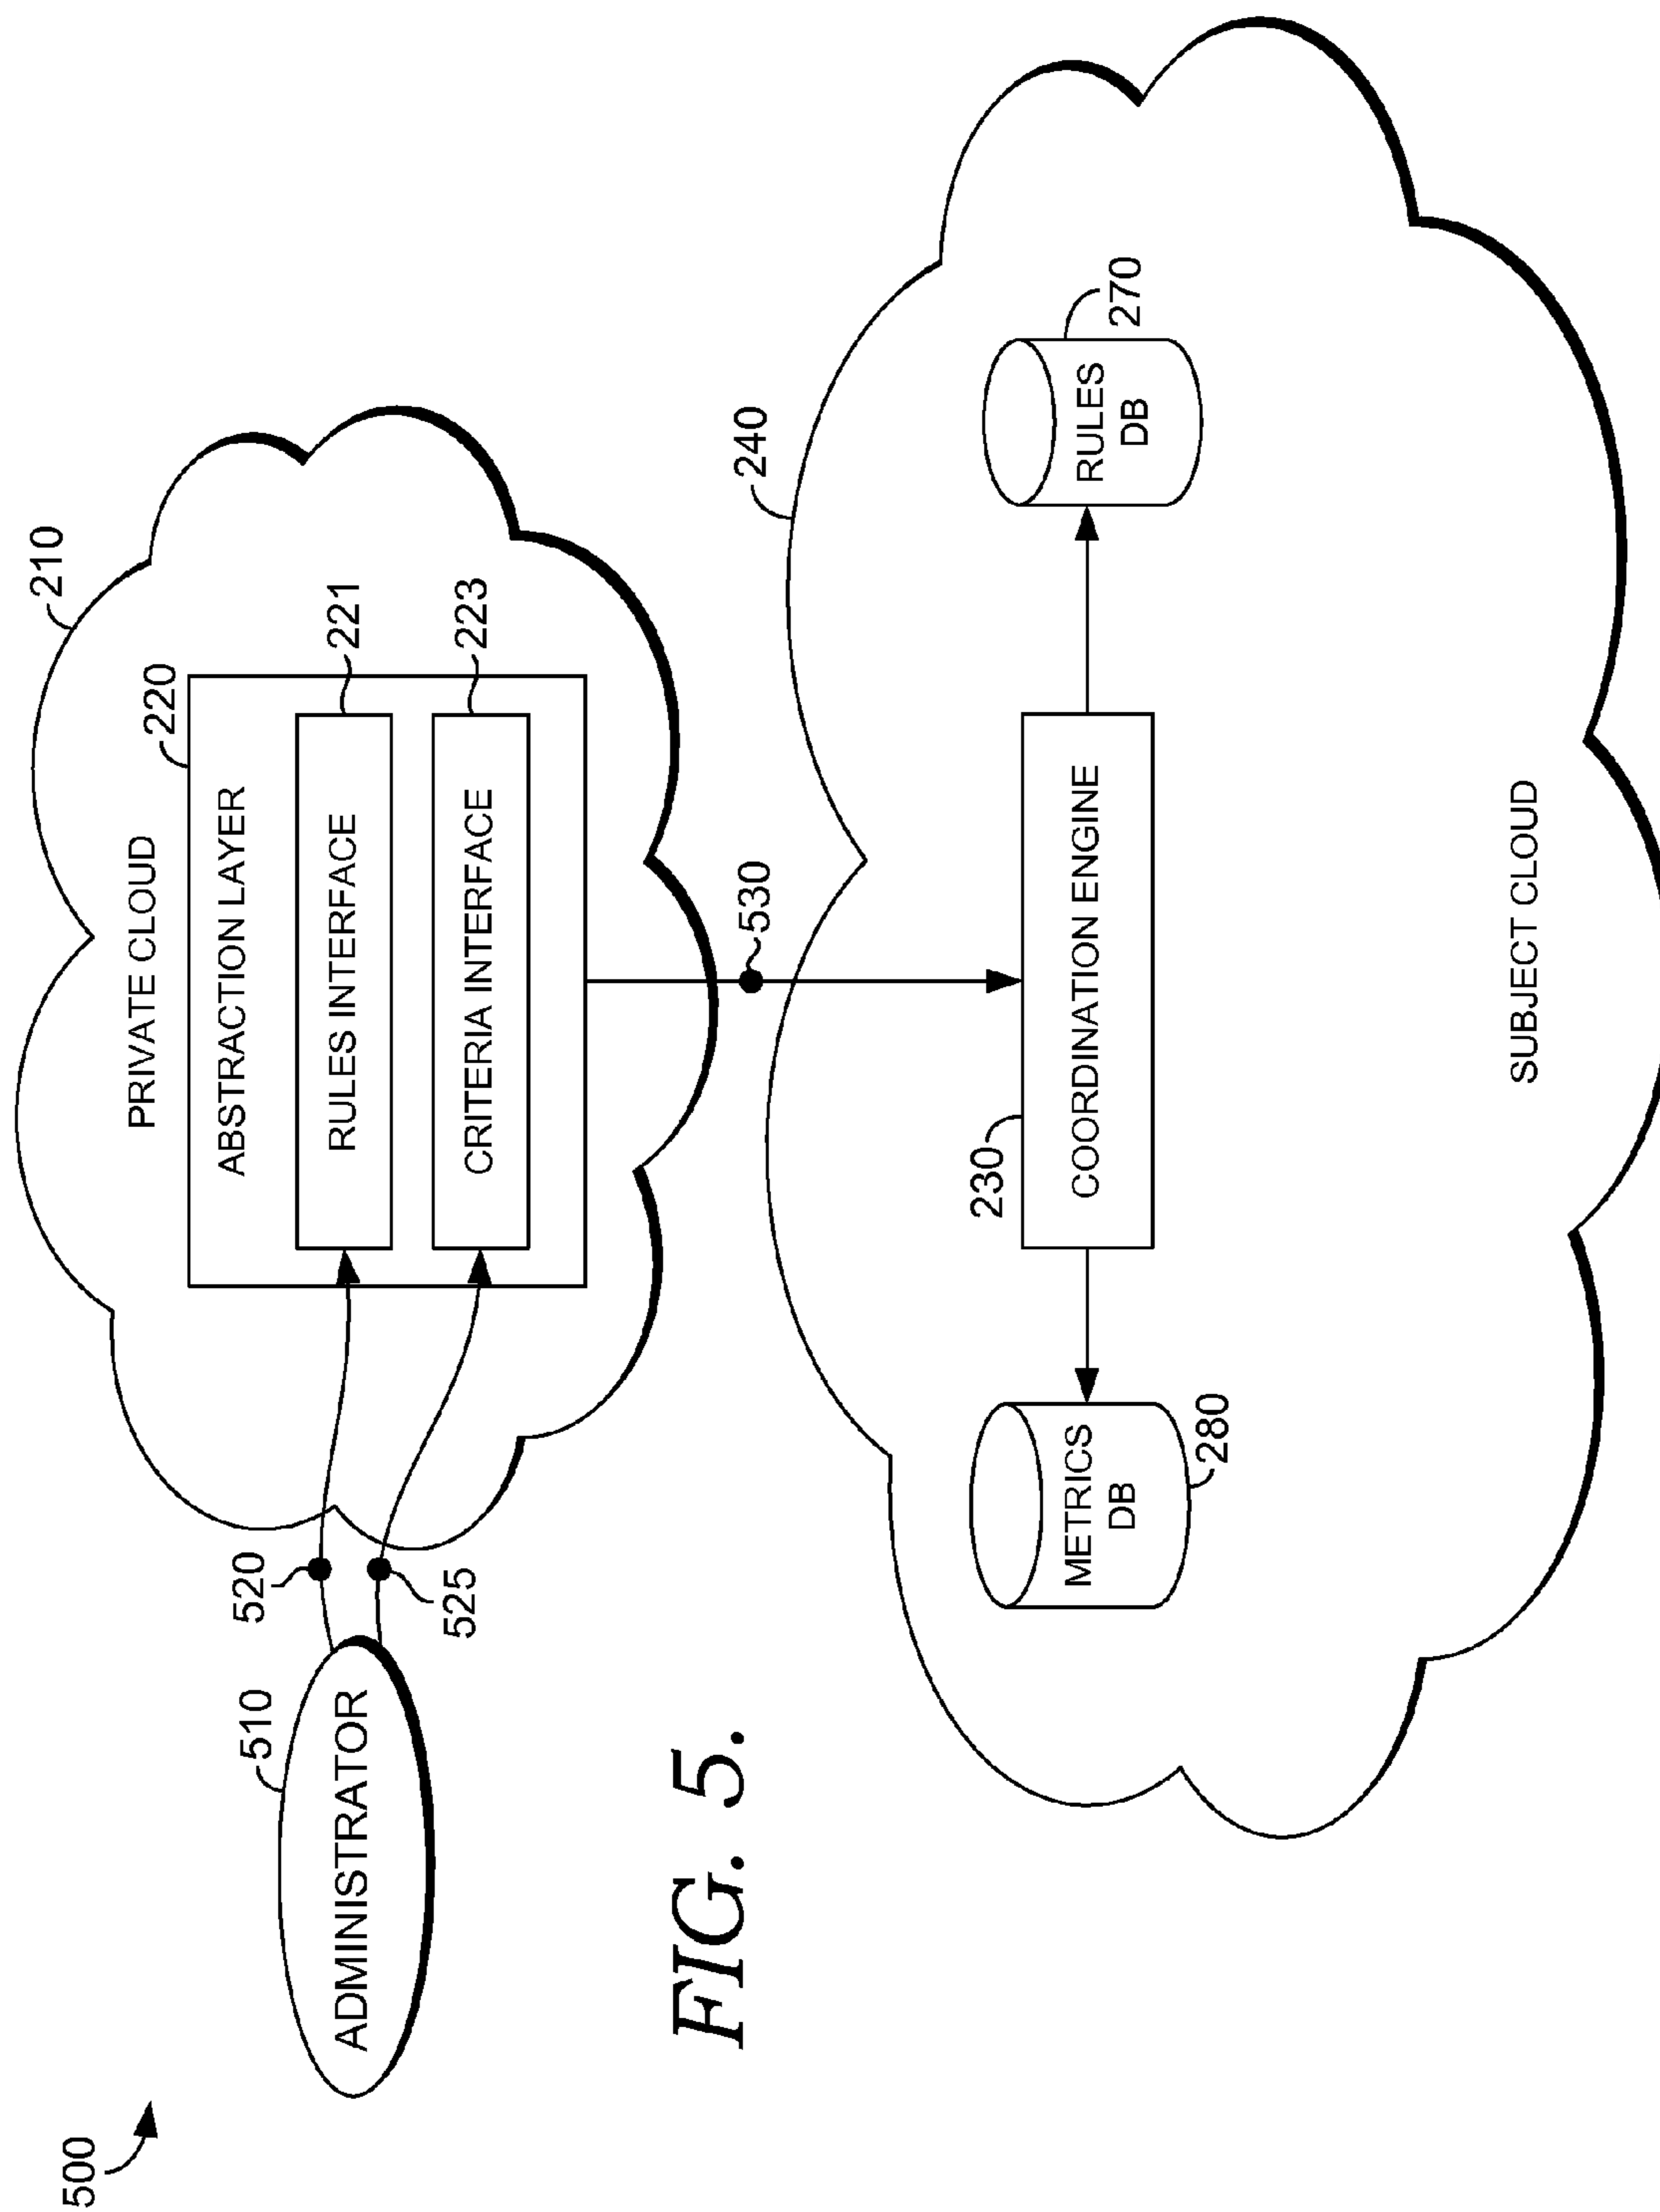 500
510
ADMINISTRATOR
520
525
210
PRIVATE CLOUD
220
ABSTRACTION LAYER
RULES INTERFACE
221
CRITERIA INTERFACE
223
530
240
230
COORDINATION ENGINE
METRICS
DB
280
RULES
DB
270
SUBJECT CLOUD
FIG. 5.